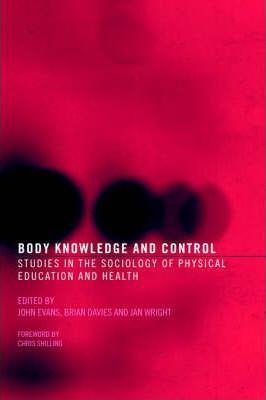 BODY KNOWLEDGE AND CONTROL
STUDIES IN THE SOCIOLOGY OF PHYSICAL
EDUCATION AND HEALTH
EDITED BY
JOHN EVANS, BRIAN DAVIES AND JAN WRIGHT
FOREWORD BY
CHRIS SHILLING